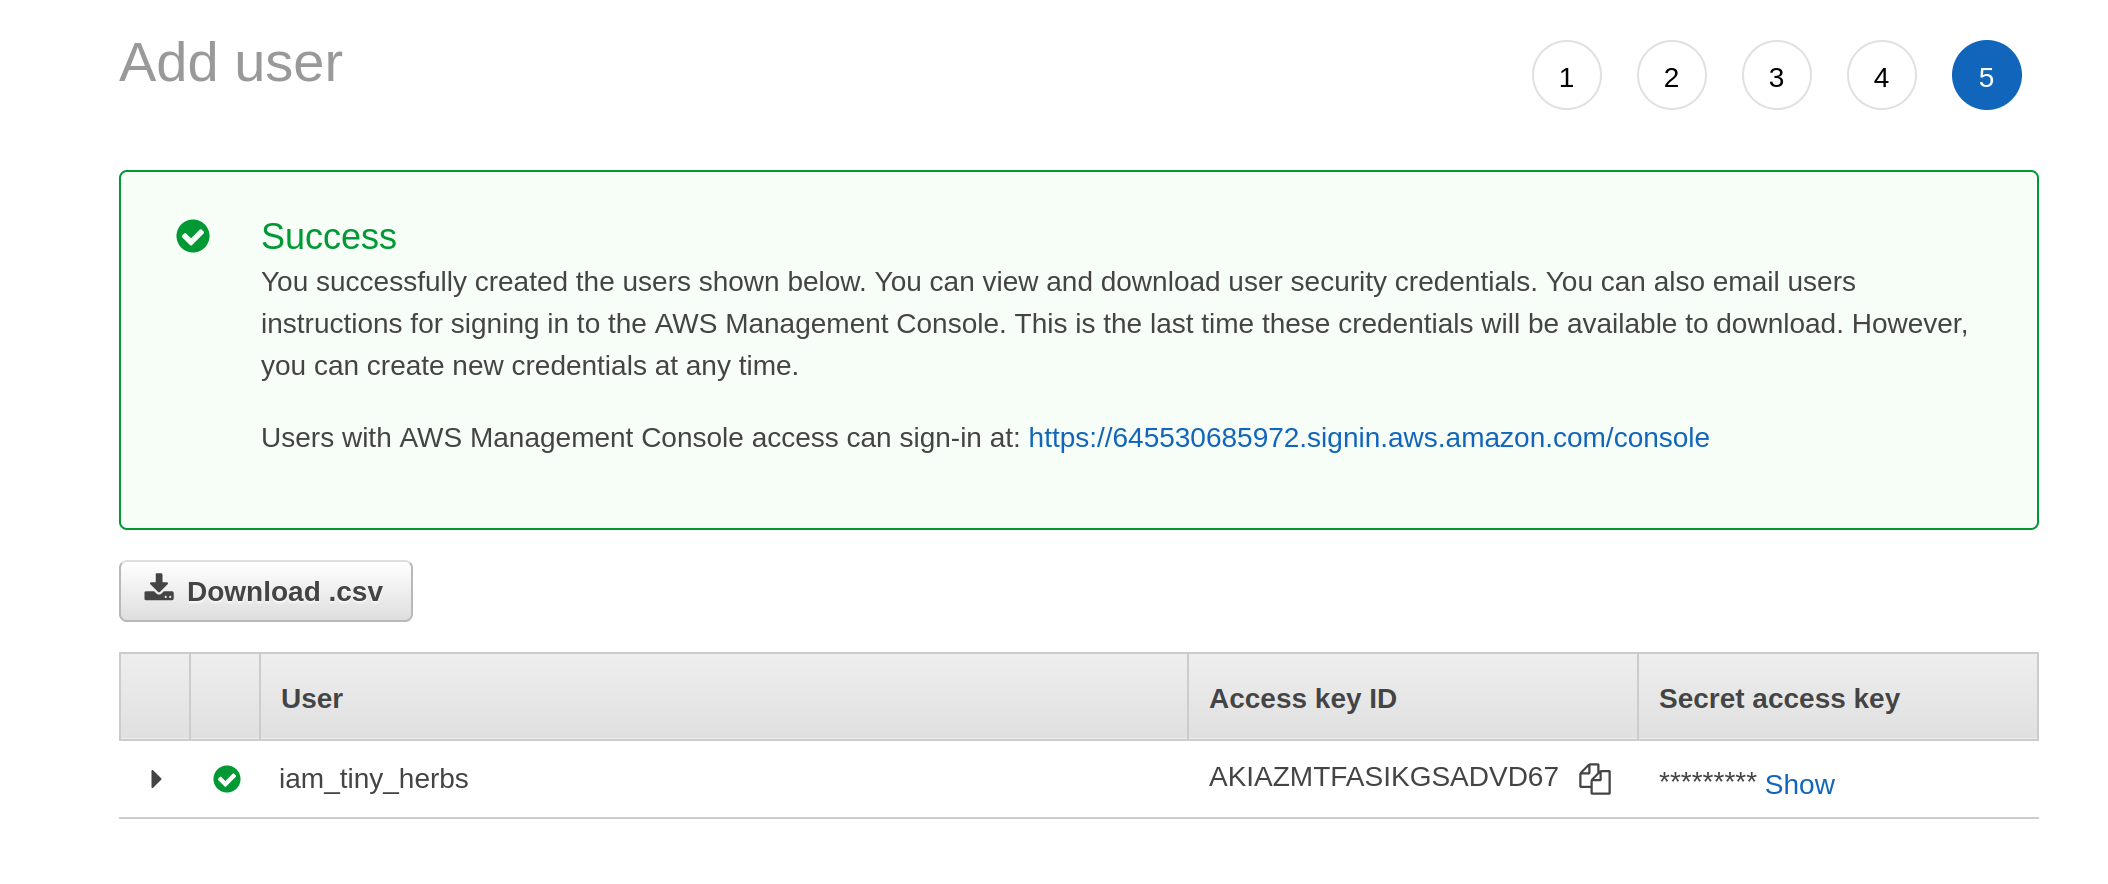 Add user
1 2 3 4 5
Success
You successfully created the users shown below. You can view and download user security credentials. You can also email users
instructions for signing in to the AWS Management Console. This is the last time these credentials will be available to download. However,
you can create new credentials at any time.
Users with AWS Management Console access can sign-in at: https://645530685972.signin.aws.amazon.com/console
Download .csv
User Access key ID Secret access key
iam_tiny_herbs AKIAZMTFASIKGSADVD67 ********* Show